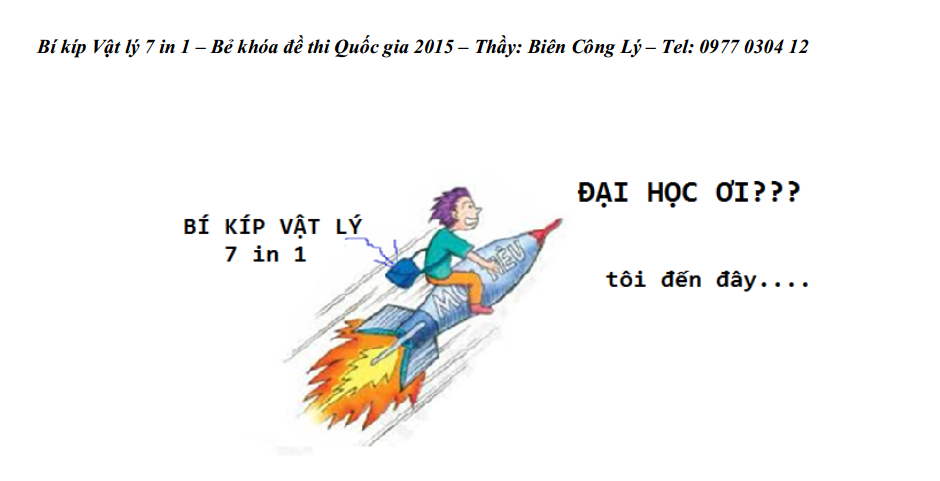 Bí kíp Vật lý 7 in 1 – Bẻ khóa đề thi Quốc gia 2015 – Thầy: Biên Công Lý – Tel: 0977 0304 12
ĐẠI HỌC ƠI???
BÍ KÍP VẬT LÝ
7 in 1
TIÊU
tôi đến đây....